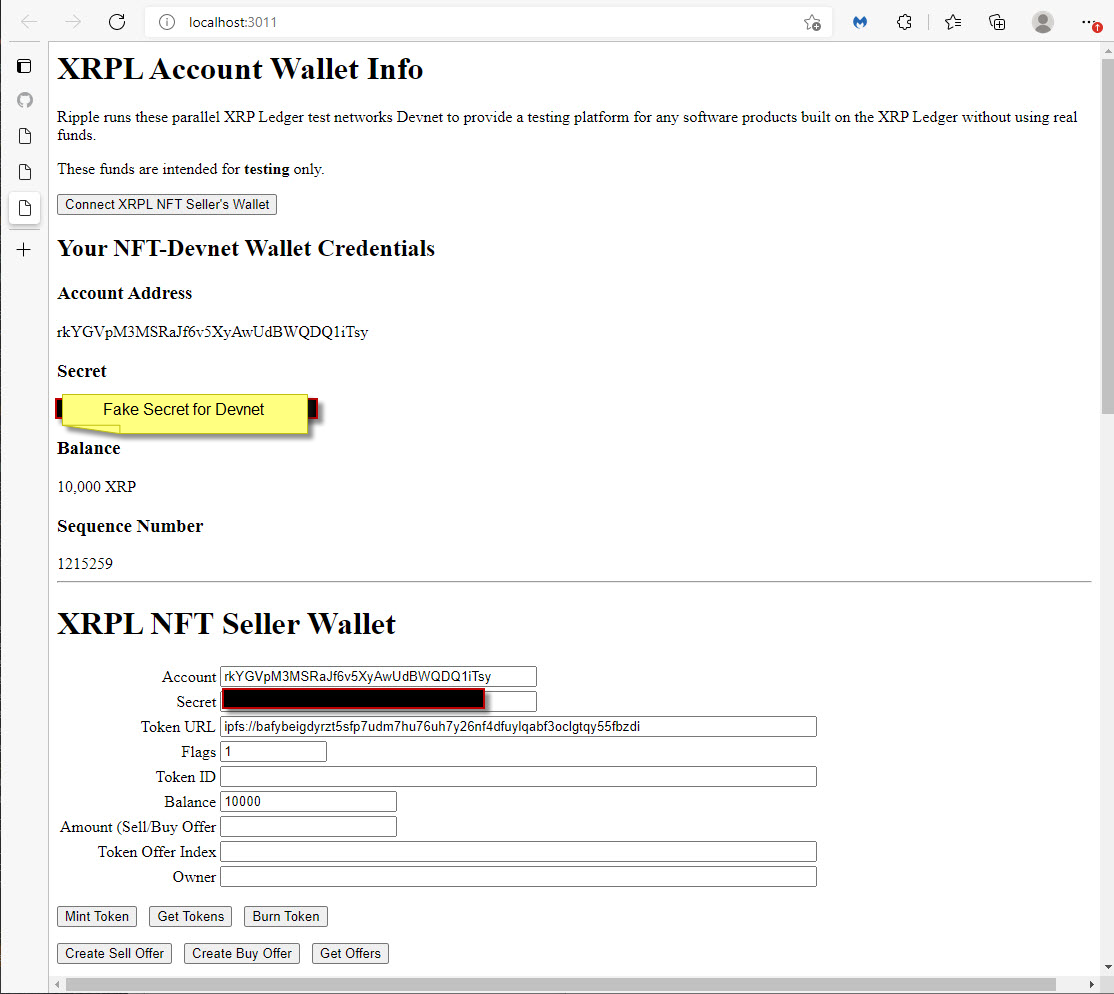 localhost:3011
XRPL Account Wallet Info
Ripple runs these parallel XRP Ledger test networks Devnet to provide a testing platform for any software products built on the XRP Ledger without using real
funds.
These funds are intended for testing only.
Connect XRPL NFT Seller's Wallet
Your NFT-Devnet Wallet Credentials
Account Address
rkYGVpM3MSRaJf6v5XyAwUdBWQDQ1iTsy
Secret
Fake Secret for Devnet
Balance
10,000 XRP
Sequence Number
1215259
XRPL NFT Seller Wallet
Account rkYGVpM3MSRaJf6v5XyAwUdBWQDQ1iTsy
Secret
Token URL ipfs://bafybeigdyrzt5sfp7udm7hu76uh7y26nf4dfuylqabf3oclgtqy55fbzdi
Flags 1
Token ID
Balance 10000
Amount (Sell/Buy Offer
Token Offer Index
Owner
Mint Token Get Tokens Burn Token
Create Sell Offer Create Buy Offer Get Offers